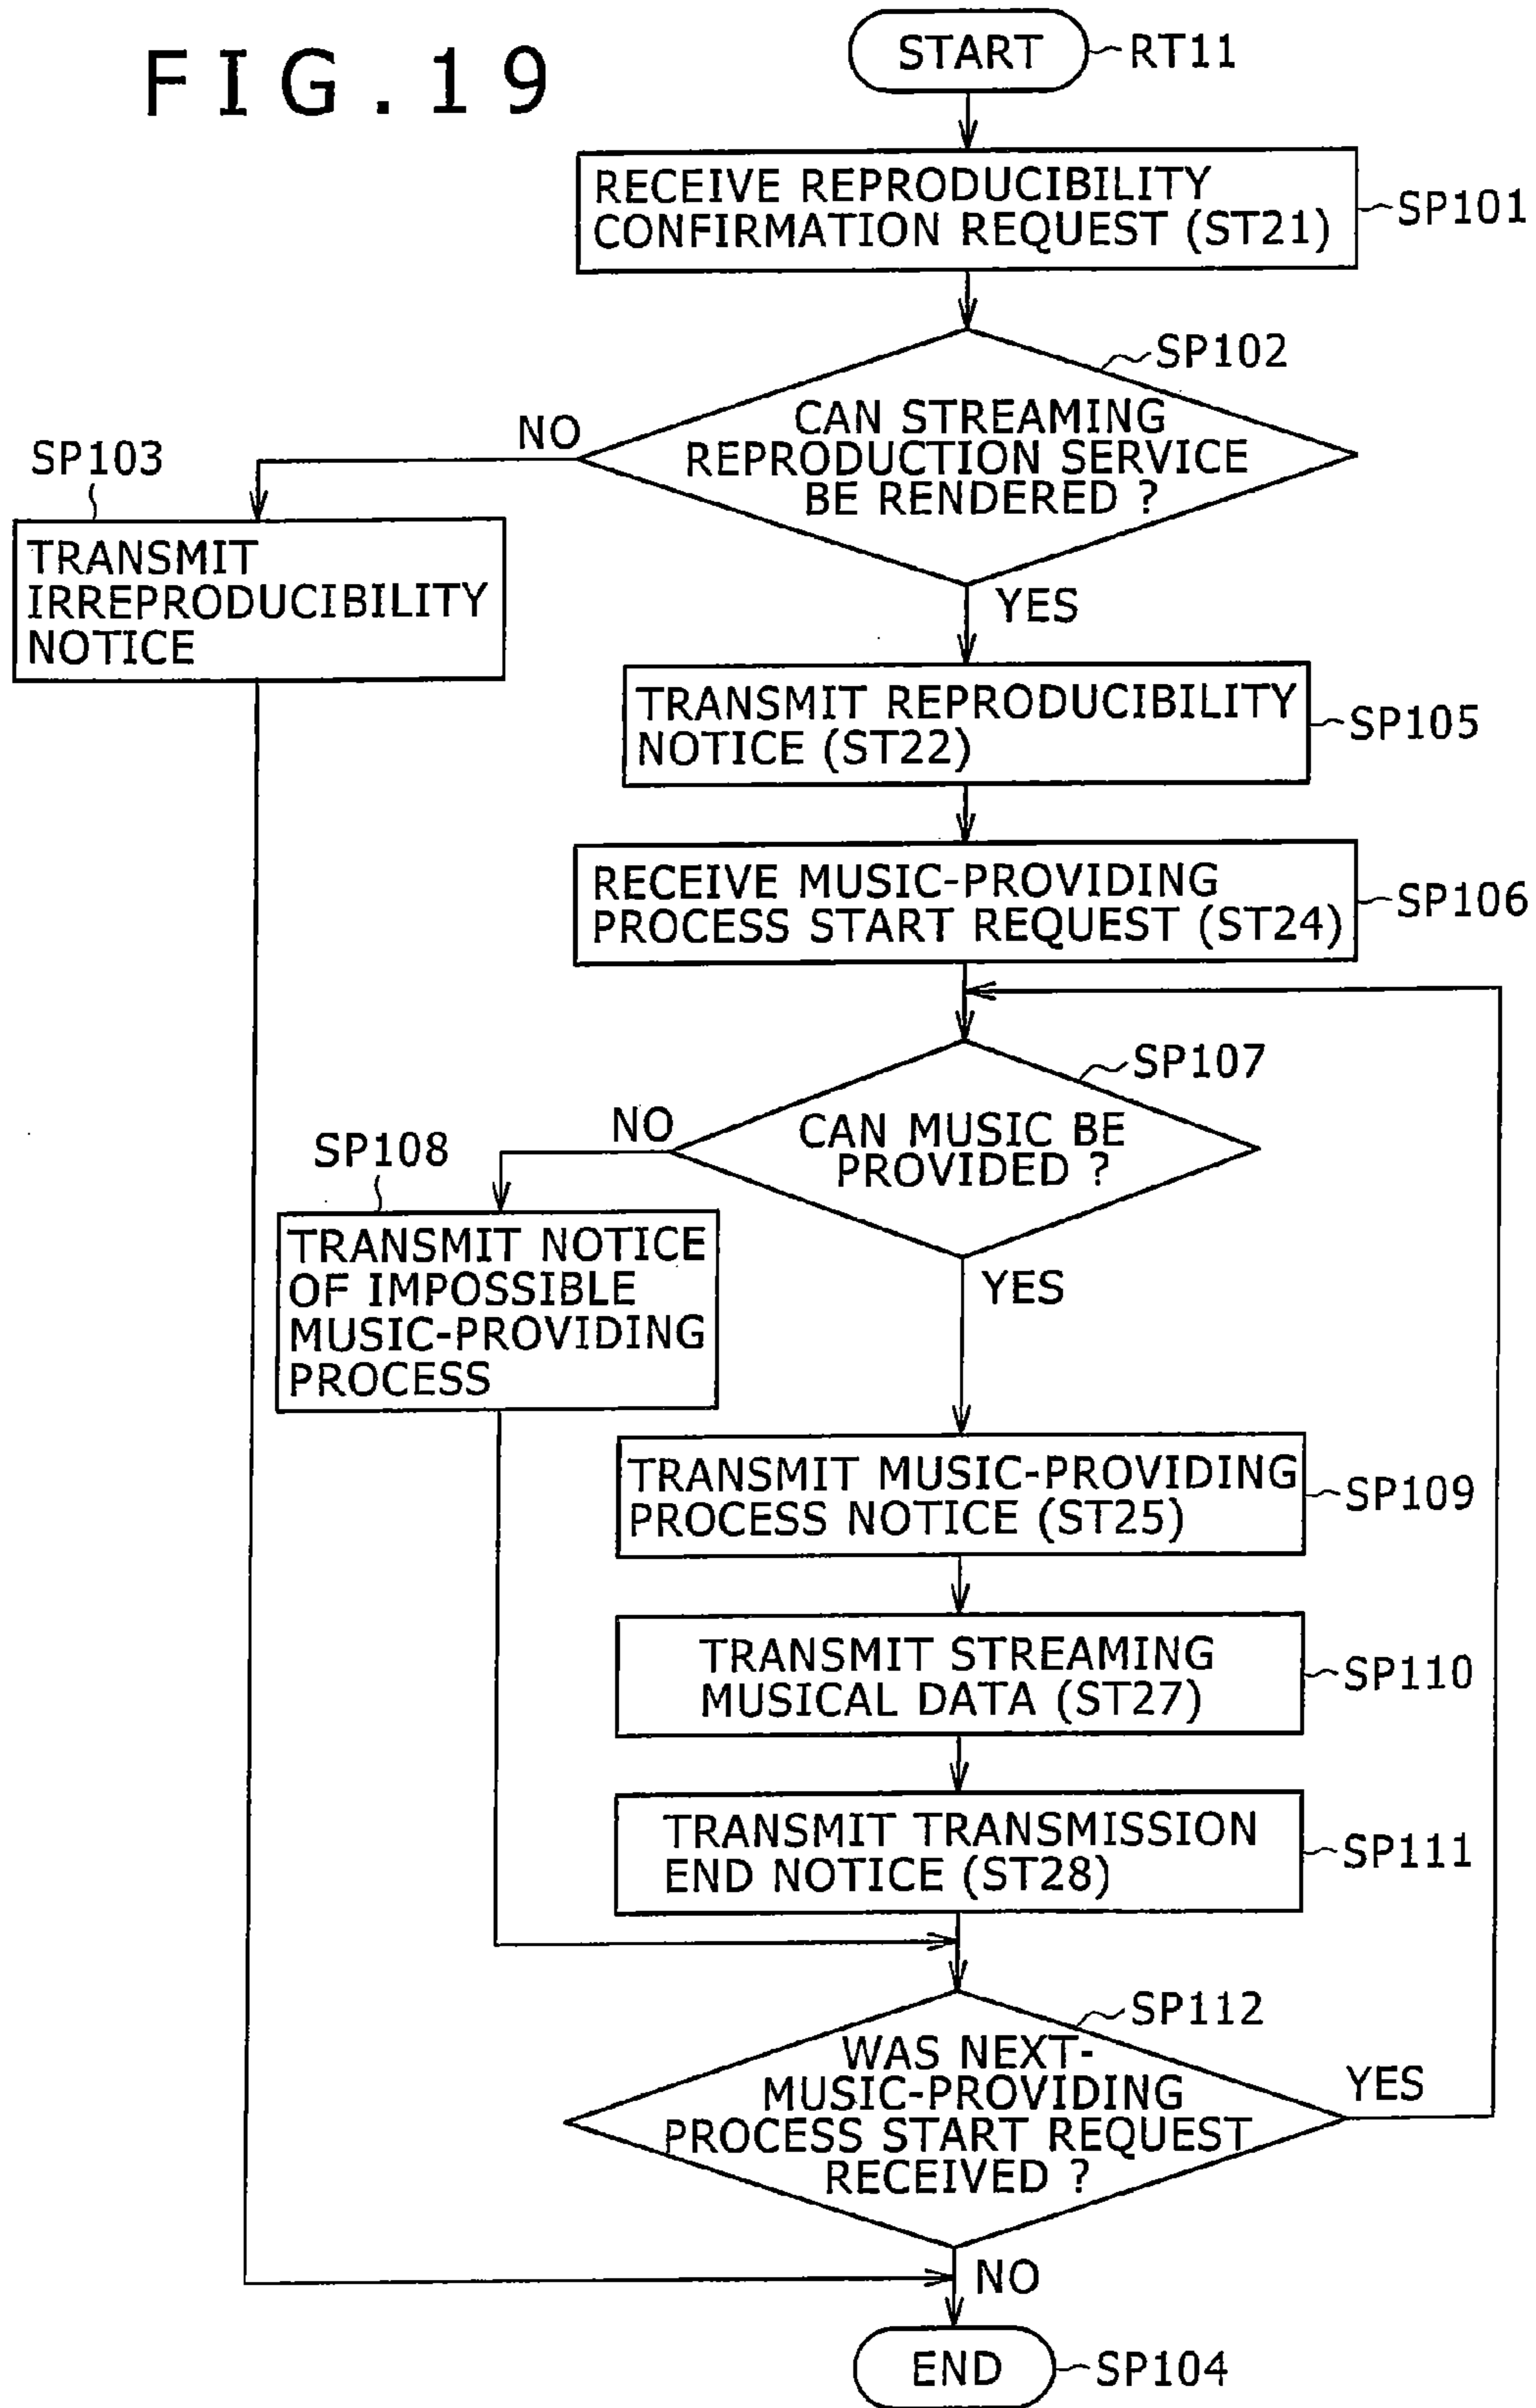 FIG.19
START
RT11
RECEIVE REPRODUCIBILITY
CONFIRMATION REQUEST (ST21)
SP101
SP102
CAN STREAMING
REPRODUCTION SERVICE
BE RENDERED ?
NO
SP103
TRANSMIT
IRREPRODUCIBILITY
NOTICE
YES
TRANSMIT REPRODUCIBILITY
NOTICE (ST22)
SP105
RECEIVE MUSIC-PROVIDING
PROCESS START REQUEST (ST24)
SP106
SP107
CAN MUSIC BE
PROVIDED ?
NO
SP108
TRANSMIT NOTICE
OF IMPOSSIBLE
MUSIC-PROVIDING
PROCESS
YES
TRANSMIT MUSIC-PROVIDING
PROCESS NOTICE (ST25)
SP109
TRANSMIT STREAMING
MUSICAL DATA (ST27)
SP110
TRANSMIT TRANSMISSION
END NOTICE (ST28)
SP111
SP112
WAS NEXT-
MUSIC-PROVIDING
PROCESS START REQUEST
RECEIVED ?
YES
NO
END
SP104